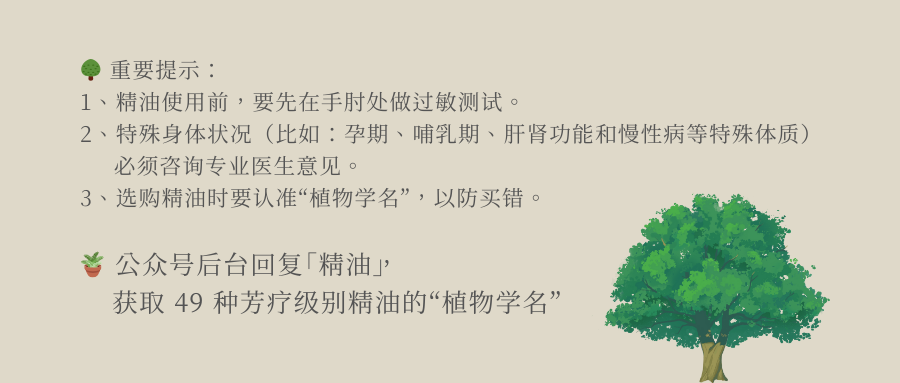 重要提示：
1、精油使用前，要先在手肘处做过敏测试。
2、特殊身体状况（比如：孕期、哺乳期、肝肾功能和慢性病等特殊体质）
必须咨询专业医生意见。
3、选购精油时要认准“植物学名”，以防买错。
公众号后台回复「精油」，
获取 49 种芳疗级别精油的“植物学名”